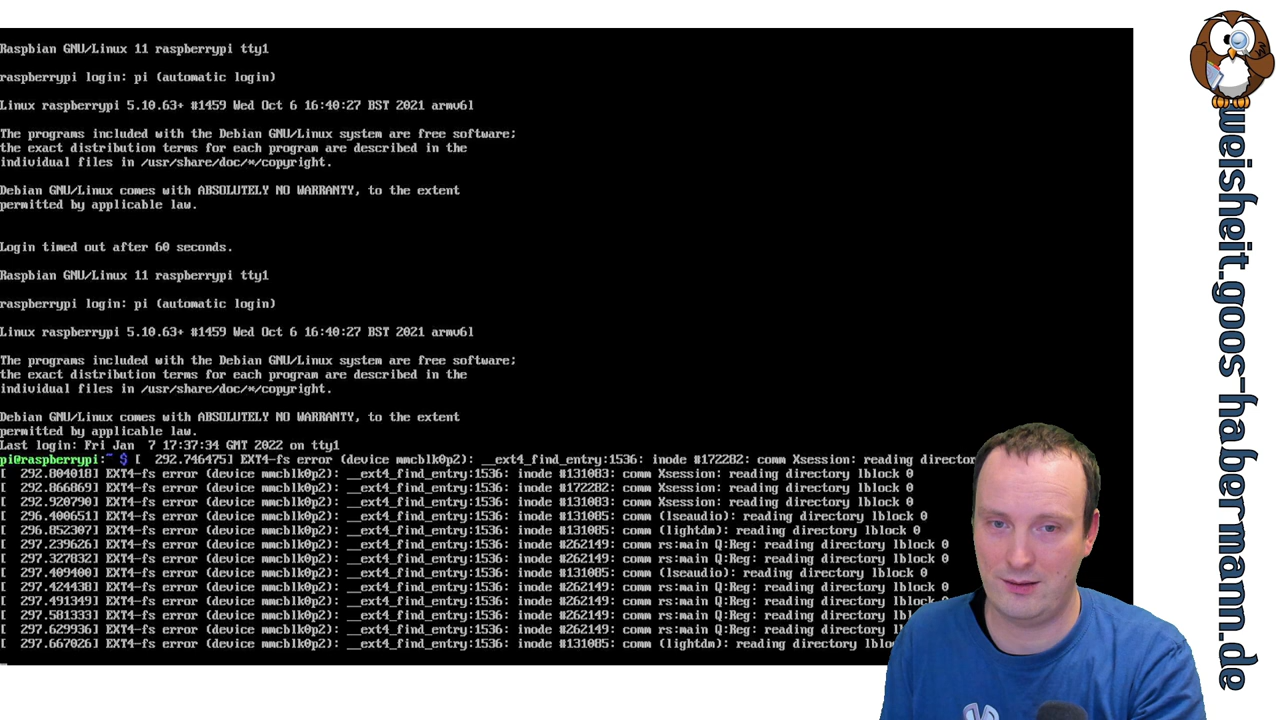 Raspbian GNU/Linux 11 raspberrypi tty1
raspberrypi login: pi (automatic login)
Linux raspberrypi 5.10.63+ #1459 Wed Oct 6 16:40:27 BST 2021 armv6l
The programs included with the Debian GNU/Linux system are free software;
the exact distribution terms for each program are described in the
individual files in /usr/share/doc/*/copyright.
Debian GNU/Linux comes with ABSOLUTELY NO WARRANTY, to the extent
permitted by applicable law.
Login timed out after 60 seconds.
Raspbian GNU/Linux 11 raspberrypi tty1
raspberrypi login: pi (automatic login)
Linux raspberrypi 5.10.63+ #1459 Wed Oct 6 16:40:27 BST 2021 armv6l
The programs included with the Debian GNU/Linux system are free software;
the exact distribution terms for each program are described in the
individual files in /usr/share/doc/*/copyright.
Debian GNU/Linux comes with ABSOLUTELY NO WARRANTY, to the extent
permitted by applicable law.
Last login: Fri Jan  7 17:37:34 GMT 2022 on tty1
pi@raspberrypi:~ $ [  292.746475] EXT4-fs error (device mmcblk0p2): __ext4_find_entry:1536: inode #172282: comm Xsession: reading director
[  292.804018] EXT4-fs error (device mmcblk0p2): __ext4_find_entry:1536: inode #131083: comm Xsession: reading directory lblock 0
[  292.866869] EXT4-fs error (device mmcblk0p2): __ext4_find_entry:1536: inode #172282: comm Xsession: reading directory lblock 0
[  292.920790] EXT4-fs error (device mmcblk0p2): __ext4_find_entry:1536: inode #131083: comm Xsession: reading directory lblock 0
[  296.400651] EXT4-fs error (device mmcblk0p2): __ext4_find_entry:1536: inode #131085: comm (lseaudio): reading directory lblock 0
[  296.852307] EXT4-fs error (device mmcblk0p2): __ext4_find_entry:1536: inode #131085: comm (lightdm): reading directory lblock 0
[  297.239626] EXT4-fs error (device mmcblk0p2): __ext4_find_entry:1536: inode #262149: comm rs:main Q:Reg: reading directory lblock 0
[  297.327832] EXT4-fs error (device mmcblk0p2): __ext4_find_entry:1536: inode #262149: comm rs:main Q:Reg: reading directory lblock 0
[  297.409400] EXT4-fs error (device mmcblk0p2): __ext4_find_entry:1536: inode #131085: comm (lseaudio): reading directory lblock 0
[  297.424438] EXT4-fs error (device mmcblk0p2): __ext4_find_entry:1536: inode #262149: comm rs:main Q:Reg: reading directory lblock 0
[  297.491349] EXT4-fs error (device mmcblk0p2): __ext4_find_entry:1536: inode #262149: comm rs:main Q:Reg: reading directory lblock
[  297.581333] EXT4-fs error (device mmcblk0p2): __ext4_find_entry:1536: inode #262149: comm rs:main Q:Reg: reading directory lbl
[  297.629936] EXT4-fs error (device mmcblk0p2): __ext4_find_entry:1536: inode #262149: comm rs:main Q:Reg: reading directory lb
[  297.667026] EXT4-fs error (device mmcblk0p2): __ext4_find_entry:1536: inode #131085: comm (lightdm): reading directory lbl
weisheit.goos-habermann.de